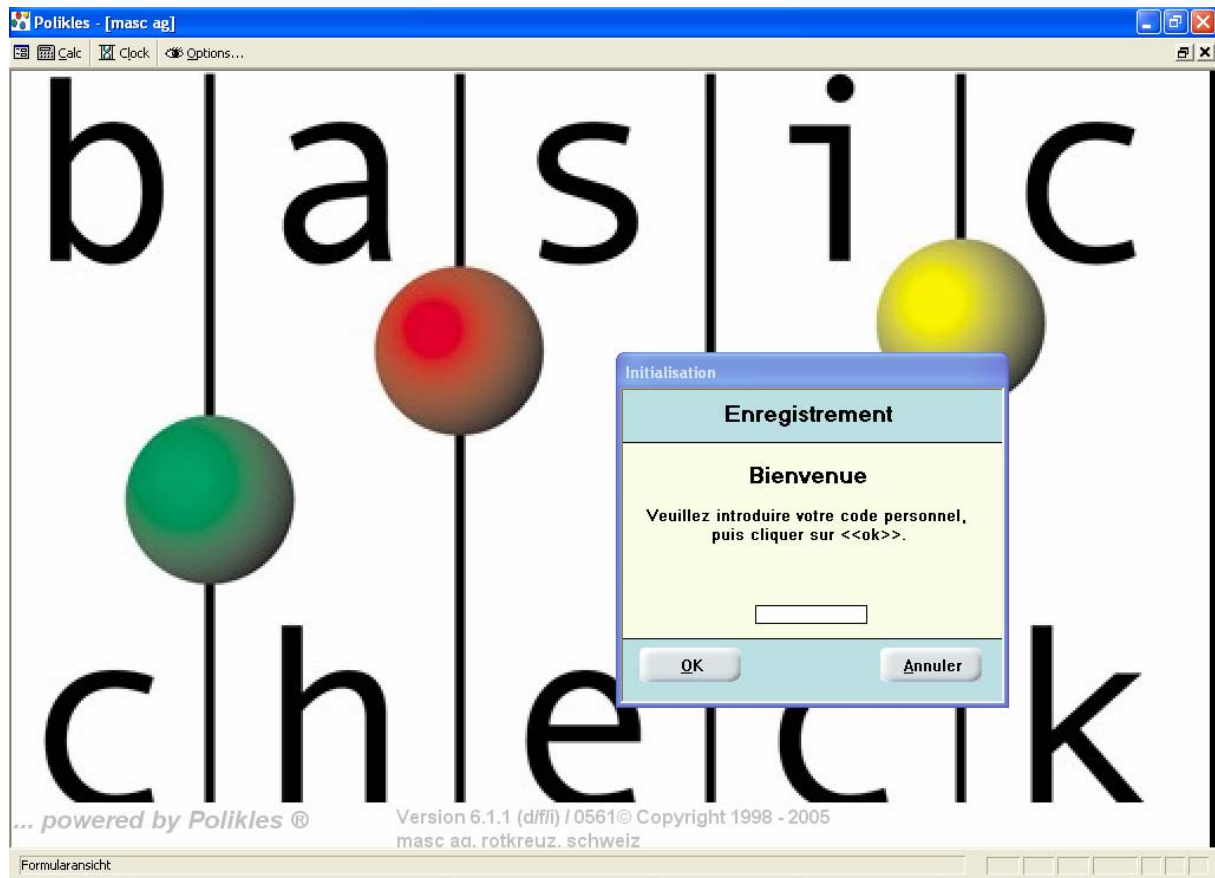 Polikles - [masc ag]
Calc Clock Options...
b a s i c
Initialisation
Enregistrement
Bienvenue
Veuillez introduire votre code personnel,
puis cliquer sur <<ok>>.
OK Annuler
c h e c k
... powered by Polikles ® Version 6.1.1 (d/f/i) / 0561© Copyright 1998 - 2005
masc ag, rotkreuz, schweiz
Formularansicht